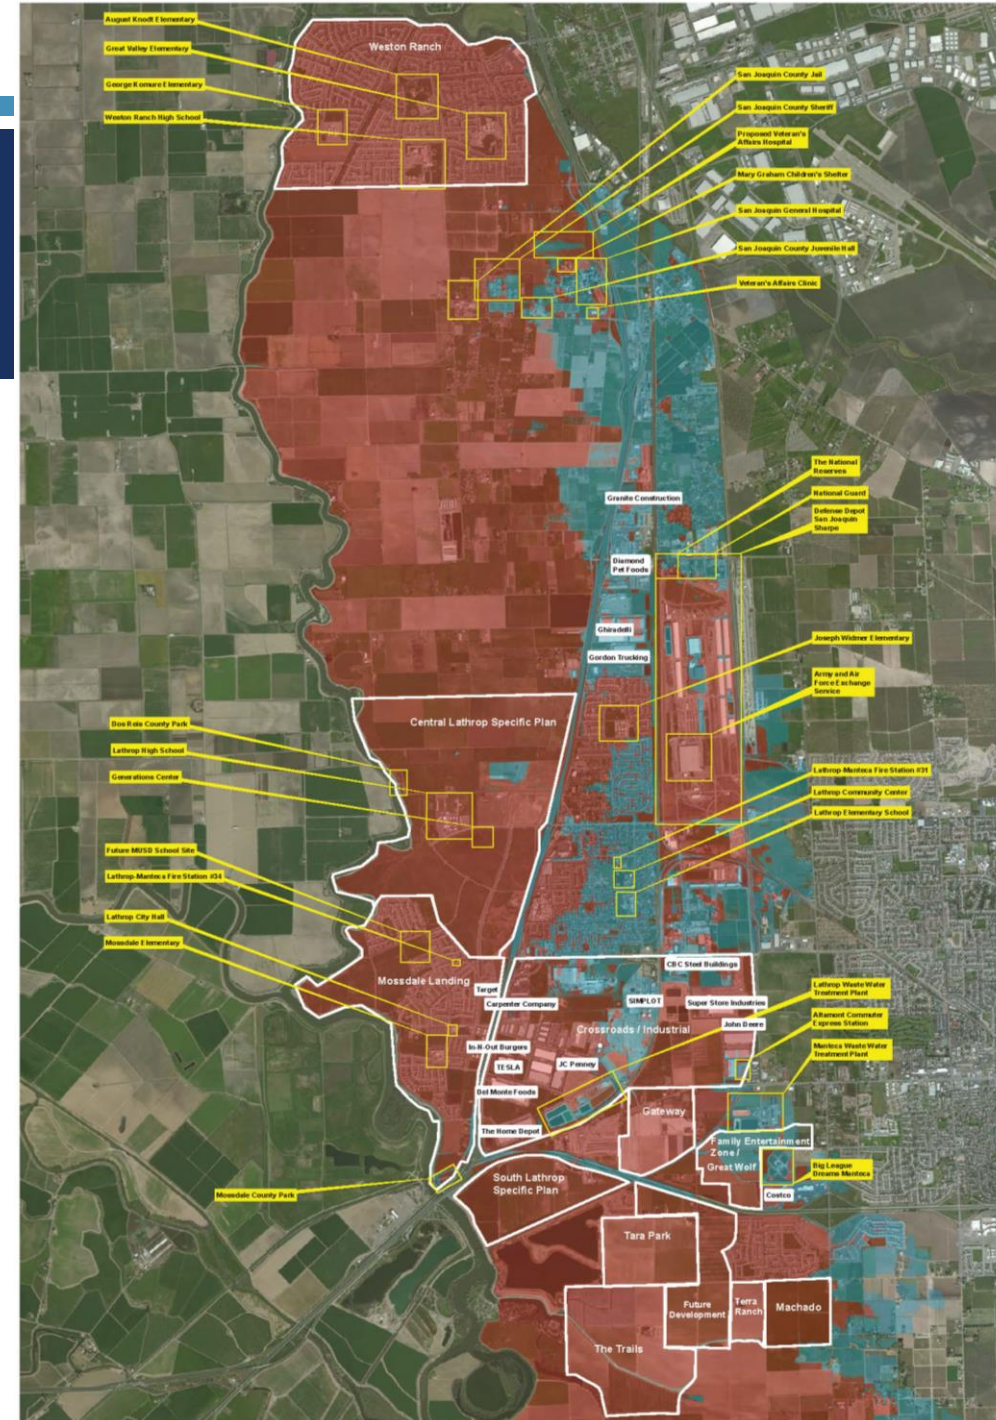 August Knodt Elementary
Great Valley Elementary
George Komure Elementary
Weston Ranch High School
Weston Ranch
San Joaquin County Jail
San Joaquin County Sheriff
Proposed Veteran's
Affairs Hospital
Mary Graham Children's Shelter
San Joaquin General Hospital
San Joaquin County Juvenile Hall
Veteran's Affairs Clinic
The National
Reserves
National Guard
Defense Depot
San Joaquin
Sharpe
Granite Construction
Diamond
Pet Foods
Ghiradelli
Gordon Trucking
Joseph Widmer Elementary
Army and Air
Force Exchange
Service
Central Lathrop Specific Plan
Dos Rois County Park
Lathrop High School
Generations Center
Lathrop-Manteca Fire Station #31
Lathrop Community Center
Lathrop Elementary School
Future MUSD School Site
Lathrop-Manteca Fire Station #34
Lathrop City Hall
Mossdale Elementary
Mossdale Landing
Target
Carpenter Company
CBC Steel Buildings
SIMPLOT
Super Store Industries
Crossroads / Industrial
John Deere
In-N-Out Burgers
TESLA
JC Penney
Del Monte Foods
The Home Depot
Lathrop Waste Water
Treatment Plant
Altamont Commuter
Express Station
Manteca Waste Water
Treatment Plant
Gateway
Family Entertainment
Zone /
Great Wolf
Big League
Dreams Manteca
Costco
Mossdale County Park
South Lathrop
Specific Plan
Tara Park
Future
Development
Terra
Ranch
Machado
The Trails